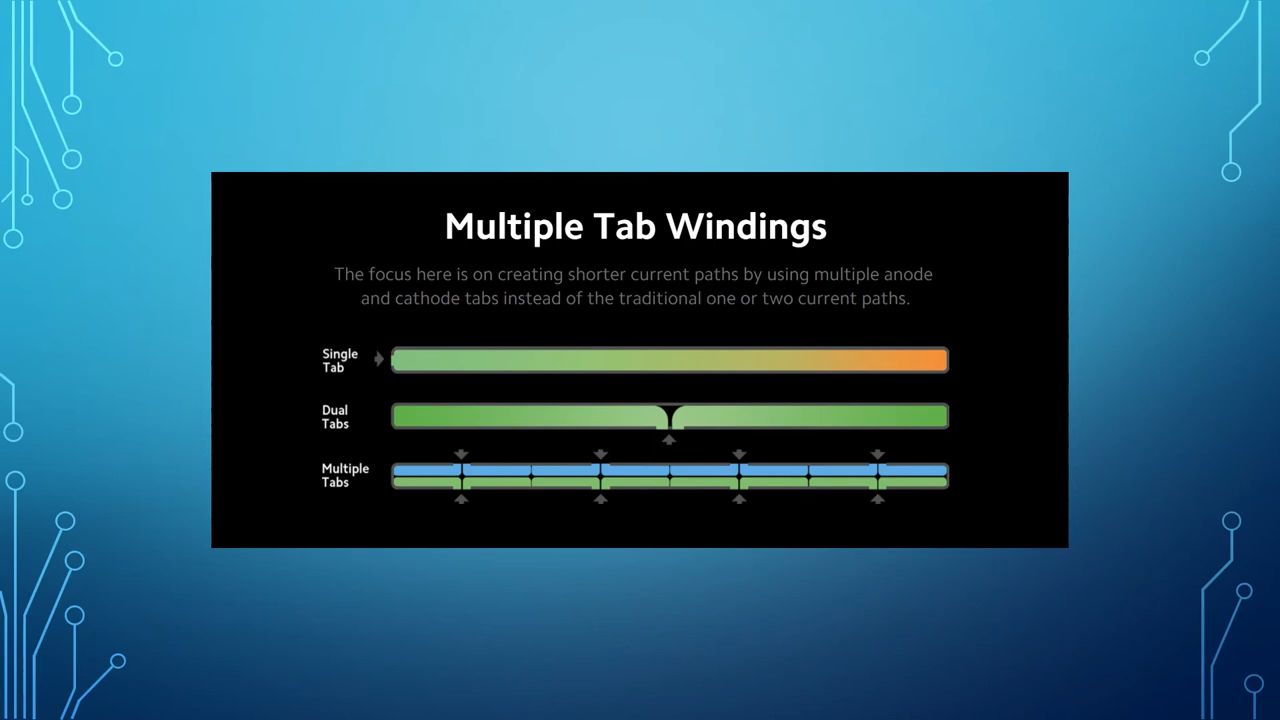 Multiple Tab Windings
The focus here is on creating shorter current paths by using multiple anode
and cathode tabs instead of the traditional one or two current paths.
Single
Tab
Dual
Tabs
Multiple
Tabs